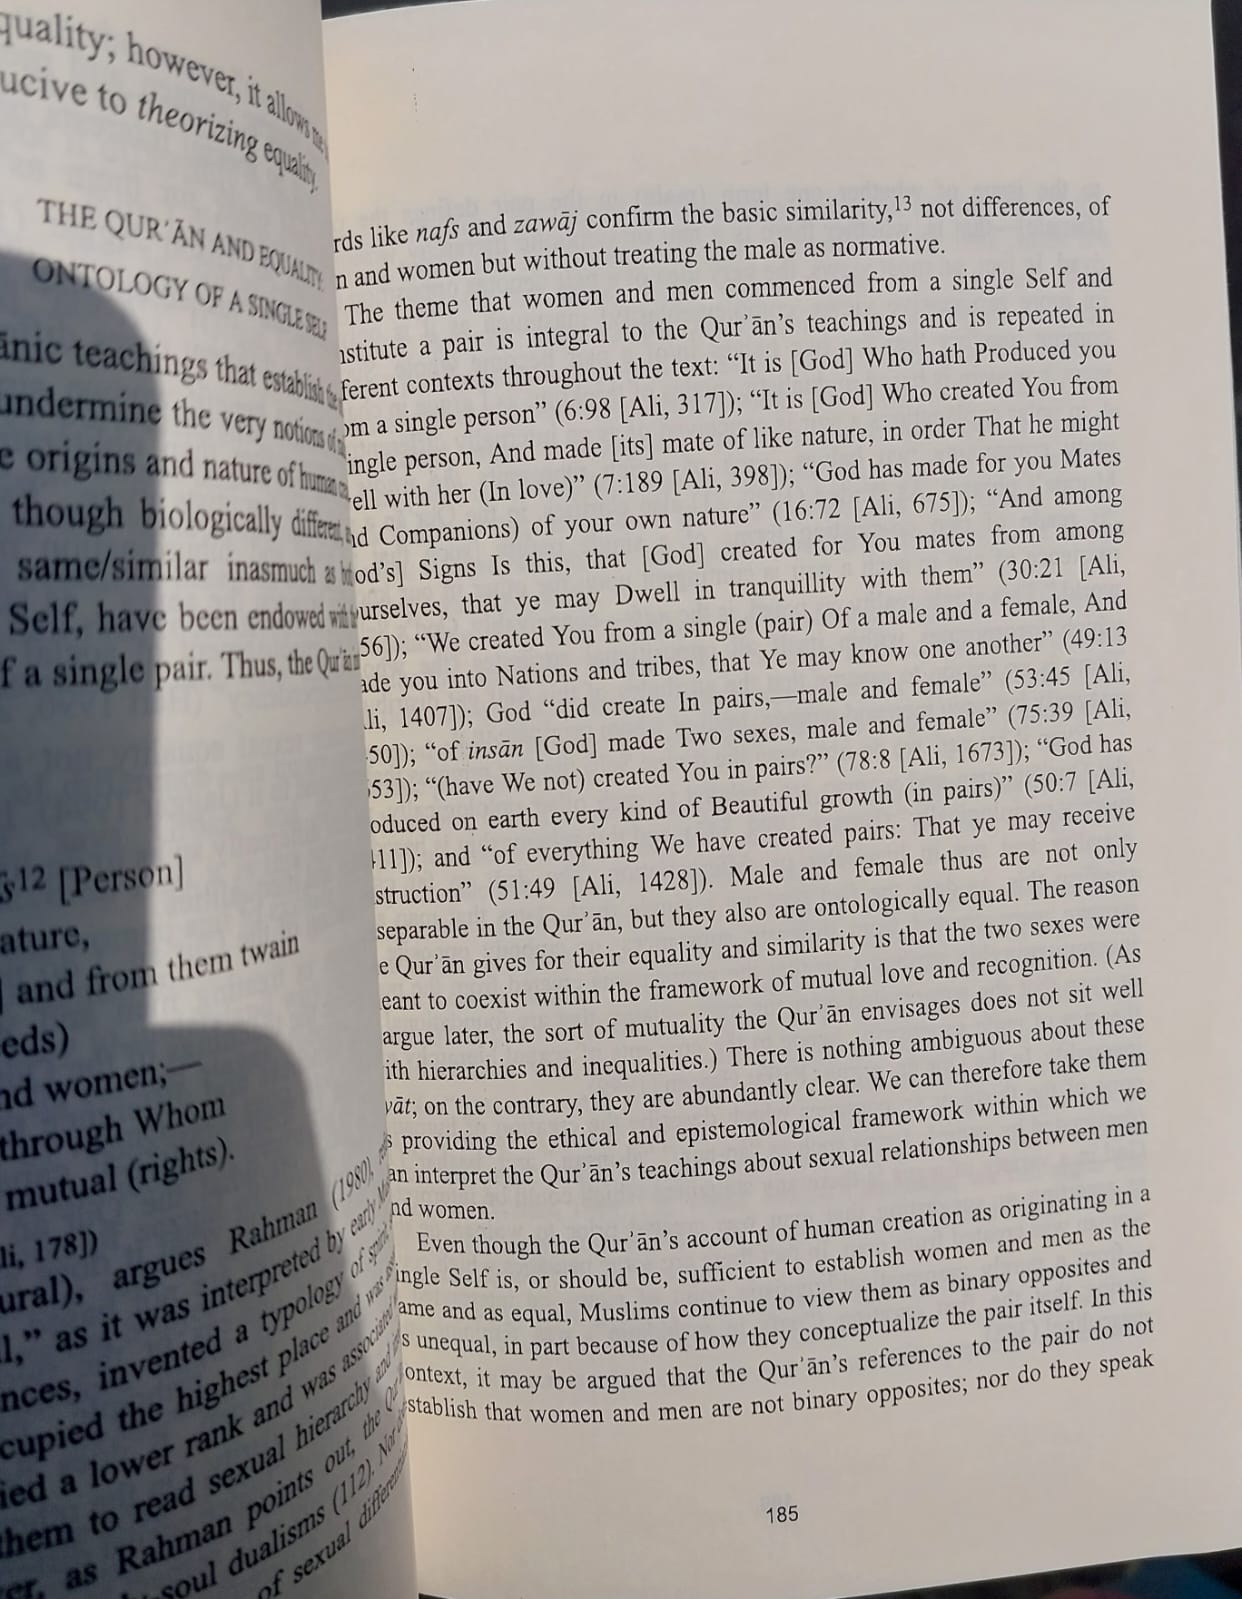 quality; however, it allows
ucive to theorizing equality.
THE QUR'ĀN AND EQUALITY:
ONTOLOGY OF A SINGLE SELF
ānic teachings that establish the
undermine the very notions of
e origins and nature of human
though biologically different,
same/similar inasmuch as
Self, have been endowed with
f a single pair. Thus, the Qur'ān
s12 [Person]
ature,
] and from them twain
eds)
nd women;—
through Whom
mutual (rights).
li, 178])
ural), argues Rahman (1980),
l,” as it was interpreted by early
nces, invented a typology of
cupied the highest place and was
ied a lower rank and was associated
them to read sexual hierarchy and
er, as Rahman points out, the
-soul dualisms (112). Nor
of sexual
rds like nafs and zawāj confirm the basic similarity,13 not differences, of
n and women but without treating the male as normative.
The theme that women and men commenced from a single Self and
nstitute a pair is integral to the Qur'ān's teachings and is repeated in
ferent contexts throughout the text: “It is [God] Who hath Produced you
om a single person” (6:98 [Ali, 317]); “It is [God] Who created You from
ingle person, And made [its] mate of like nature, in order That he might
ell with her (In love)” (7:189 [Ali, 398]); “God has made for you Mates
nd Companions) of your own nature” (16:72 [Ali, 675]); “And among
od's] Signs Is this, that [God] created for You mates from among
urselves, that ye may Dwell in tranquillity with them” (30:21 [Ali,
56]); “We created You from a single (pair) Of a male and a female, And
ade you into Nations and tribes, that Ye may know one another” (49:13
li, 1407]); God “did create In pairs,—male and female” (53:45 [Ali,
50]); “of insān [God] made Two sexes, male and female” (75:39 [Ali,
53]); “(have We not) created You in pairs?” (78:8 [Ali, 1673]); “God has
oduced on earth every kind of Beautiful growth (in pairs)” (50:7 [Ali,
11]); and “of everything We have created pairs: That ye may receive
struction” (51:49 [Ali, 1428]). Male and female thus are not only
separable in the Qur'ān, but they also are ontologically equal. The reason
e Qur'ān gives for their equality and similarity is that the two sexes were
eant to coexist within the framework of mutual love and recognition. (As
argue later, the sort of mutuality the Qur'ān envisages does not sit well
ith hierarchies and inequalities.) There is nothing ambiguous about these
yāt; on the contrary, they are abundantly clear. We can therefore take them
s providing the ethical and epistemological framework within which we
an interpret the Qur'ān's teachings about sexual relationships between men
nd women.
Even though the Qur'ān's account of human creation as originating in a
ingle Self is, or should be, sufficient to establish women and men as the
ame and as equal, Muslims continue to view them as binary opposites and
s unequal, in part because of how they conceptualize the pair itself. In this
ontext, it may be argued that the Qur'ān's references to the pair do not
stablish that women and men are not binary opposites; nor do they speak
185